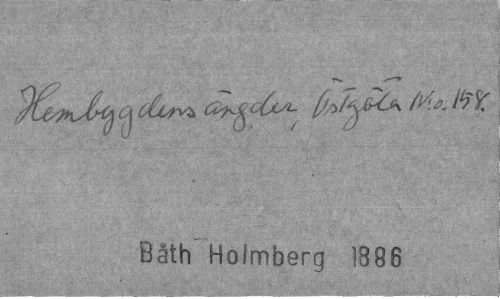 Hembygdens ängder, Östgöta N:o. 158.
Båth Holmberg 1886